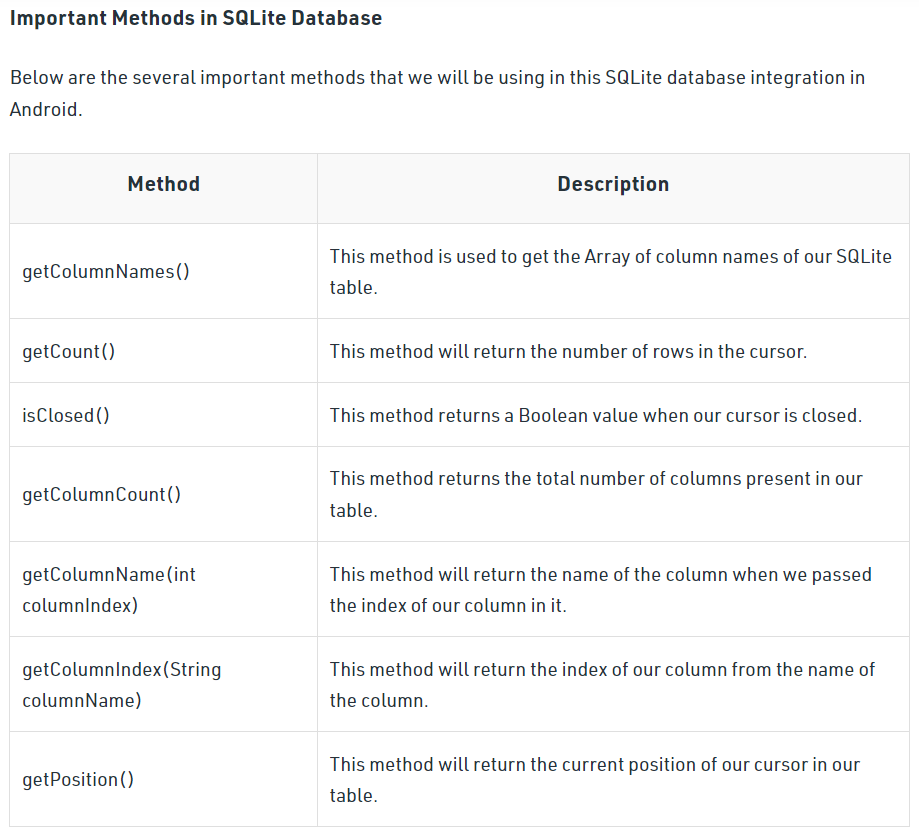 Important Methods in SQLite Database
Below are the several important methods that we will be using in this SQLite database integration in
Android.
Method
Description
getColumnNames()
This method is used to get the Array of column names of our SQLite
table.
getCount()
This method will return the number of rows in the cursor.
isClosed()
This method returns a Boolean value when our cursor is closed.
getColumnCount()
This method returns the total number of columns present in our
table.
getColumnName(int
columnIndex)
This method will return the name of the column when we passed
the index of our column in it.
getColumnIndex(String
columnName)
This method will return the index of our column from the name of
the column.
getPosition()
This method will return the current position of our cursor in our
table.